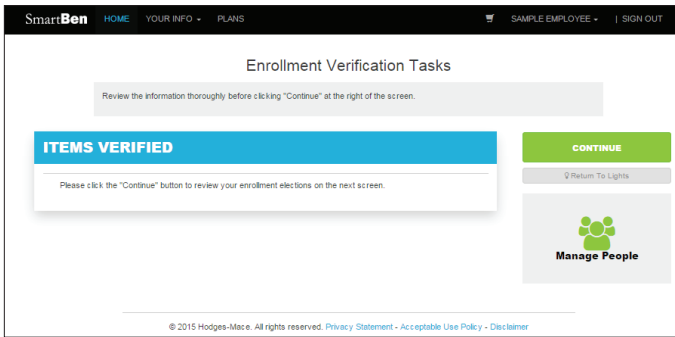 SmartBen HOME YOUR INFO PLANS SAMPLE EMPLOYEE | SIGN OUT
Enrollment Verification Tasks
Review the information thoroughly before clicking "Continue" at the right of the screen.
ITEMS VERIFIED
Please click the "Continue" button to review your enrollment elections on the next screen.
CONTINUE
Return To Lights
Manage People
© 2015 Hodges-Mace. All rights reserved. Privacy Statement - Acceptable Use Policy - Disclaimer